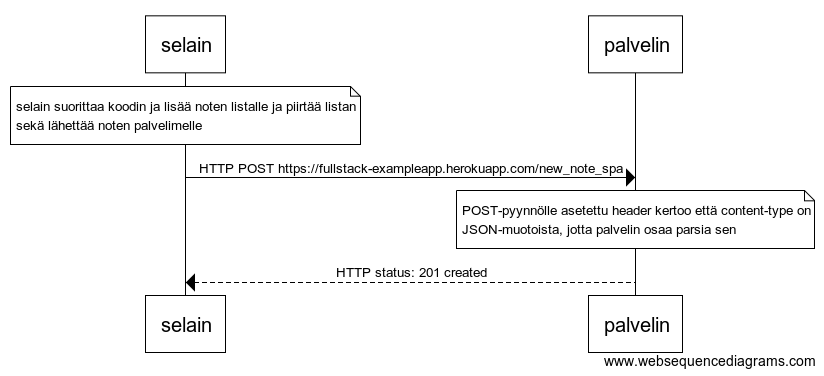 selain
palvelin
selain suorittaa koodin ja lisää noten listalle ja piirtää listan
sekä lähettää noten palvelimelle
HTTP POST https://fullstack-exampleapp.herokuapp.com/new_note_spa
POST-pyynnölle asetettu header kertoo että content-type on
JSON-muotoista, jotta palvelin osaa parsia sen
HTTP status: 201 created
selain
palvelin
www.websequencediagrams.com